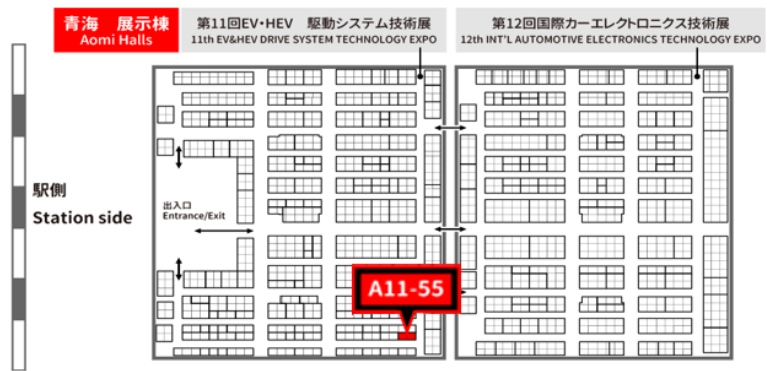 青海 展示棟
Aomi Halls
第11回EV・HEV 駆動システム技術展
11th EV&HEV DRIVE SYSTEM TECHNOLOGY EXPO
第12回国際カーエレクトロニクス技術展
12th INT'L AUTOMOTIVE ELECTRONICS TECHNOLOGY EXPO
駅側
Station side
出入口
Entrance/Exit
A11-55